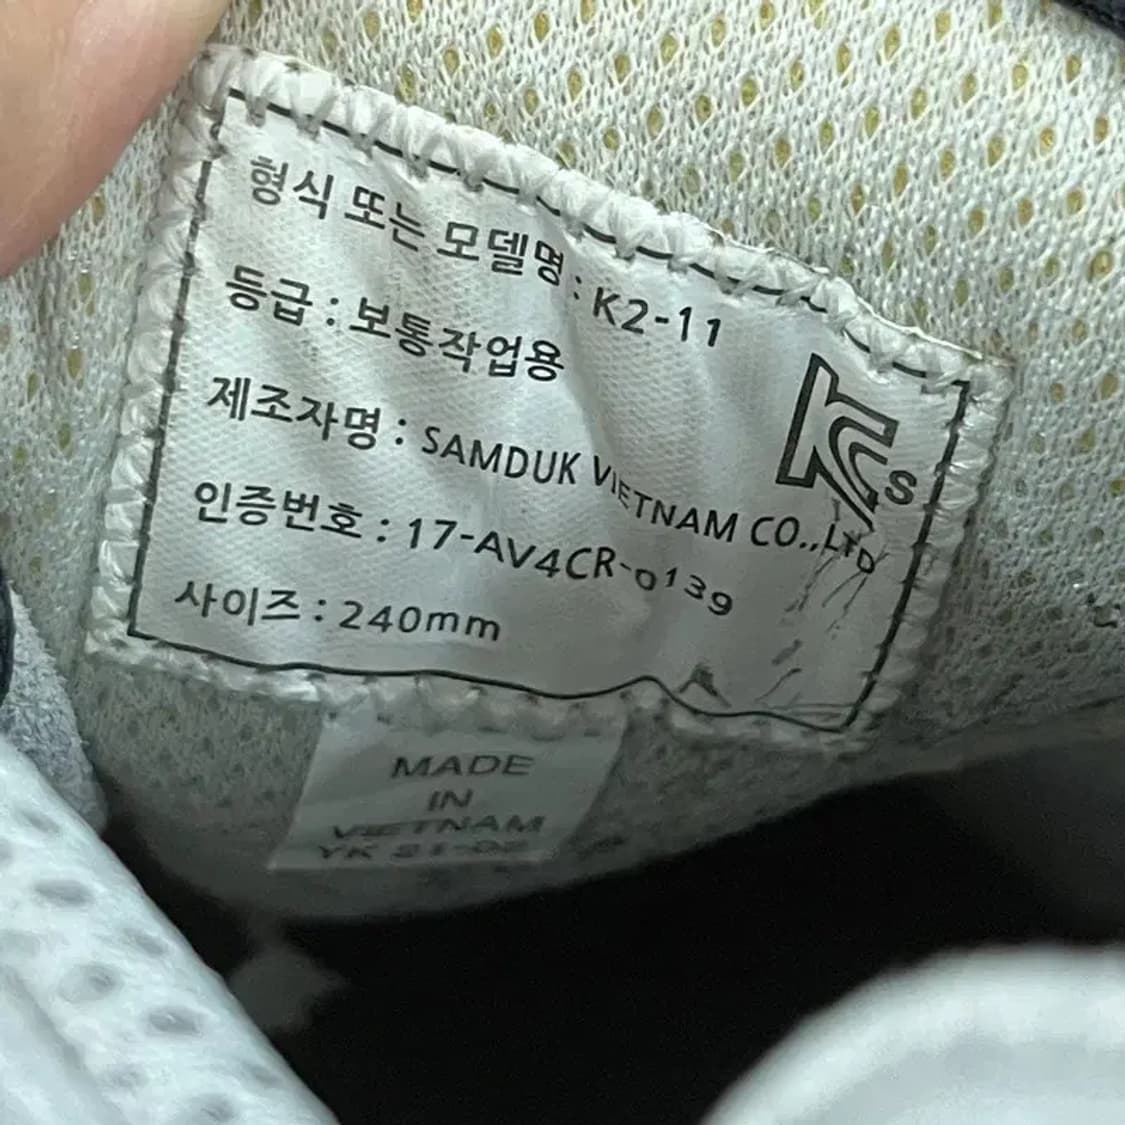 형식 또는 모델명 : K2-11
등급 : 보통작업용
제조자명 : SAMDUK VIETNAM CO.,LTD
인증번호 : 17-AV4CR-0139
사이즈 : 240mm
KCs
MADE
IN
VIETNAM
YK